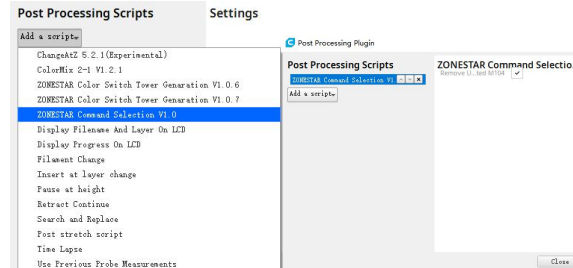 Post Processing Scripts
Settings
Add a script
ChangeAtZ 5.2.1(Experimental)
ColorMix 2-1 V1.2.1
ZONESTAR Color Switch Tower Genaration V1.0.6
ZONESTAR Color Switch Tower Genaration V1.0.7
ZONESTAR Command Selection V1.0
Display Filename And Layer On LCD
Display Progress On LCD
Filament Change
Insert at layer change
Pause at height
Retract Continue
Search and Replace
Post stretch script
Time Lapse
Use Previous Probe Measurements
Post Processing Plugin
Post Processing Scripts
ZONESTAR Command Selection V1
Add a script
ZONESTAR Command Selectio
Remove U...ted M104
Close